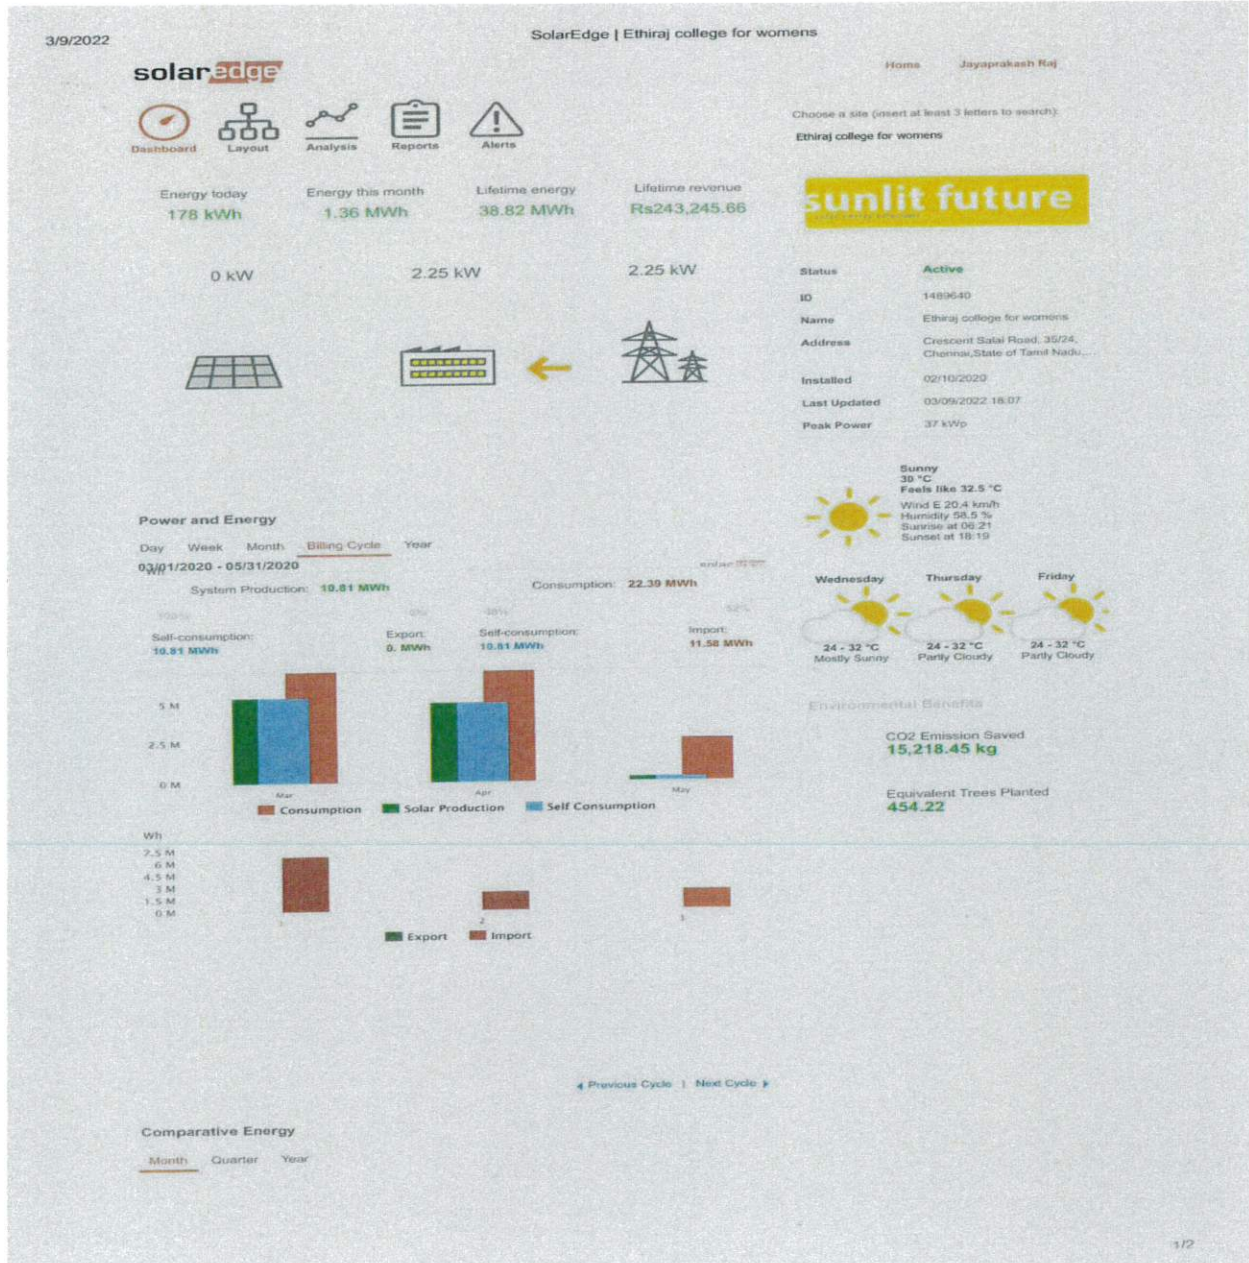 3/9/2022
SolarEdge | Ethiraj college for womens
solaredge
Home Jayaprakash Raj
Dashboard Layout Analysis Reports Alerts
Choose a site (insert at least 3 letters to search):
Ethiraj college for womens
Energy today Energy this month Lifetime energy Lifetime revenue
178 kWh 1.36 MWh 38.82 MWh Rs243,245.66
sunlit future
0 kW 2.25 kW 2.25 kW
Status Active
ID 1489640
Name Ethiraj college for womens
Address Crescent Salai Road, 35/24,
Chennai,State of Tamil Nadu,...
Installed 02/10/2020
Last Updated 03/09/2022 18:07
Peak Power 37 kWp
Sunny
30 °C
Feels like 32.5 °C
Wind E 20.4 km/h
Humidity 58.5 %
Sunrise at 06:21
Sunset at 18:19
Wednesday Thursday Friday
24 - 32 °C 24 - 32 °C 24 - 32 °C
Mostly Sunny Partly Cloudy Partly Cloudy
Environmental Benefits
CO2 Emission Saved
15,218.45 kg
Equivalent Trees Planted
454.22
Power and Energy
Day Week Month Billing Cycle Year
03/01/2020 - 05/31/2020
Wh
System Production: 10.81 MWh Consumption: 22.39 MWh
100% 0% 48% 52%
Self-consumption: Export: Self-consumption: Import:
10.81 MWh 0. MWh 10.81 MWh 11.58 MWh
5 M
2.5 M
0 M
Mar Apr May
Consumption Solar Production Self Consumption
Wh
7.5 M
6 M
4.5 M
3 M
1.5 M
0 M
1 2 3
Export Import
Previous Cycle | Next Cycle
Comparative Energy
Month Quarter Year
1/2